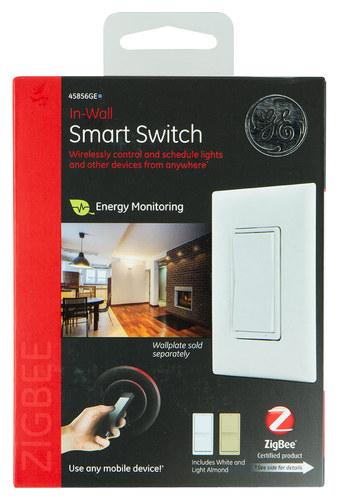 45856GE
In-Wall
Smart Switch
Wirelessly control and schedule lights
and other devices from anywhere*
GE
Energy Monitoring
Wallplate sold
separately
ZIGBEE
Use any mobile device!*
Includes White and
Light Almond
Z
ZigBee
Certified product
*See side for details